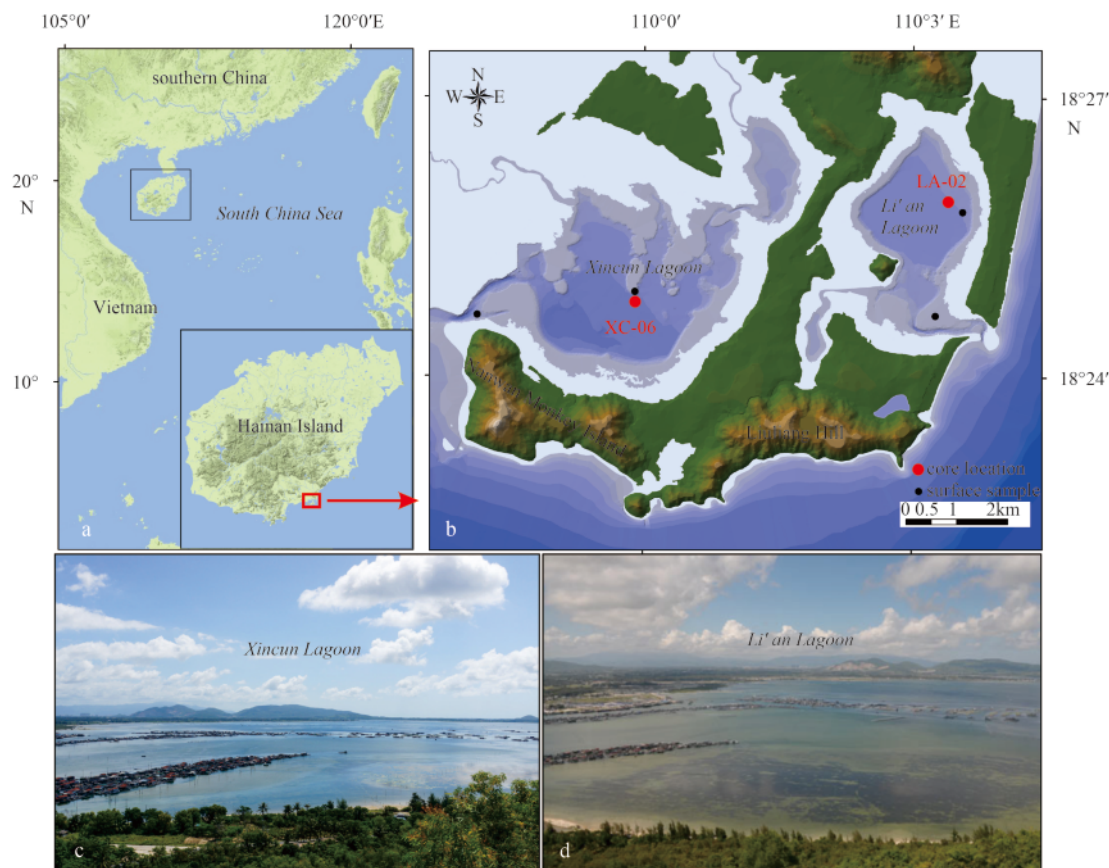 105°0′
120°0′E
110°0′
110°3′E
southern China
20°
N
South China Sea
Vietnam
10°
Hainan Island
a
N
W
E
S
18°27′
N
LA-02
Li' an
Lagoon
Xincun Lagoon
XC-06
18°24′
core location
surface sample
0 0.5 1 2km
b
Xincun Lagoon
c
Li' an Lagoon
d